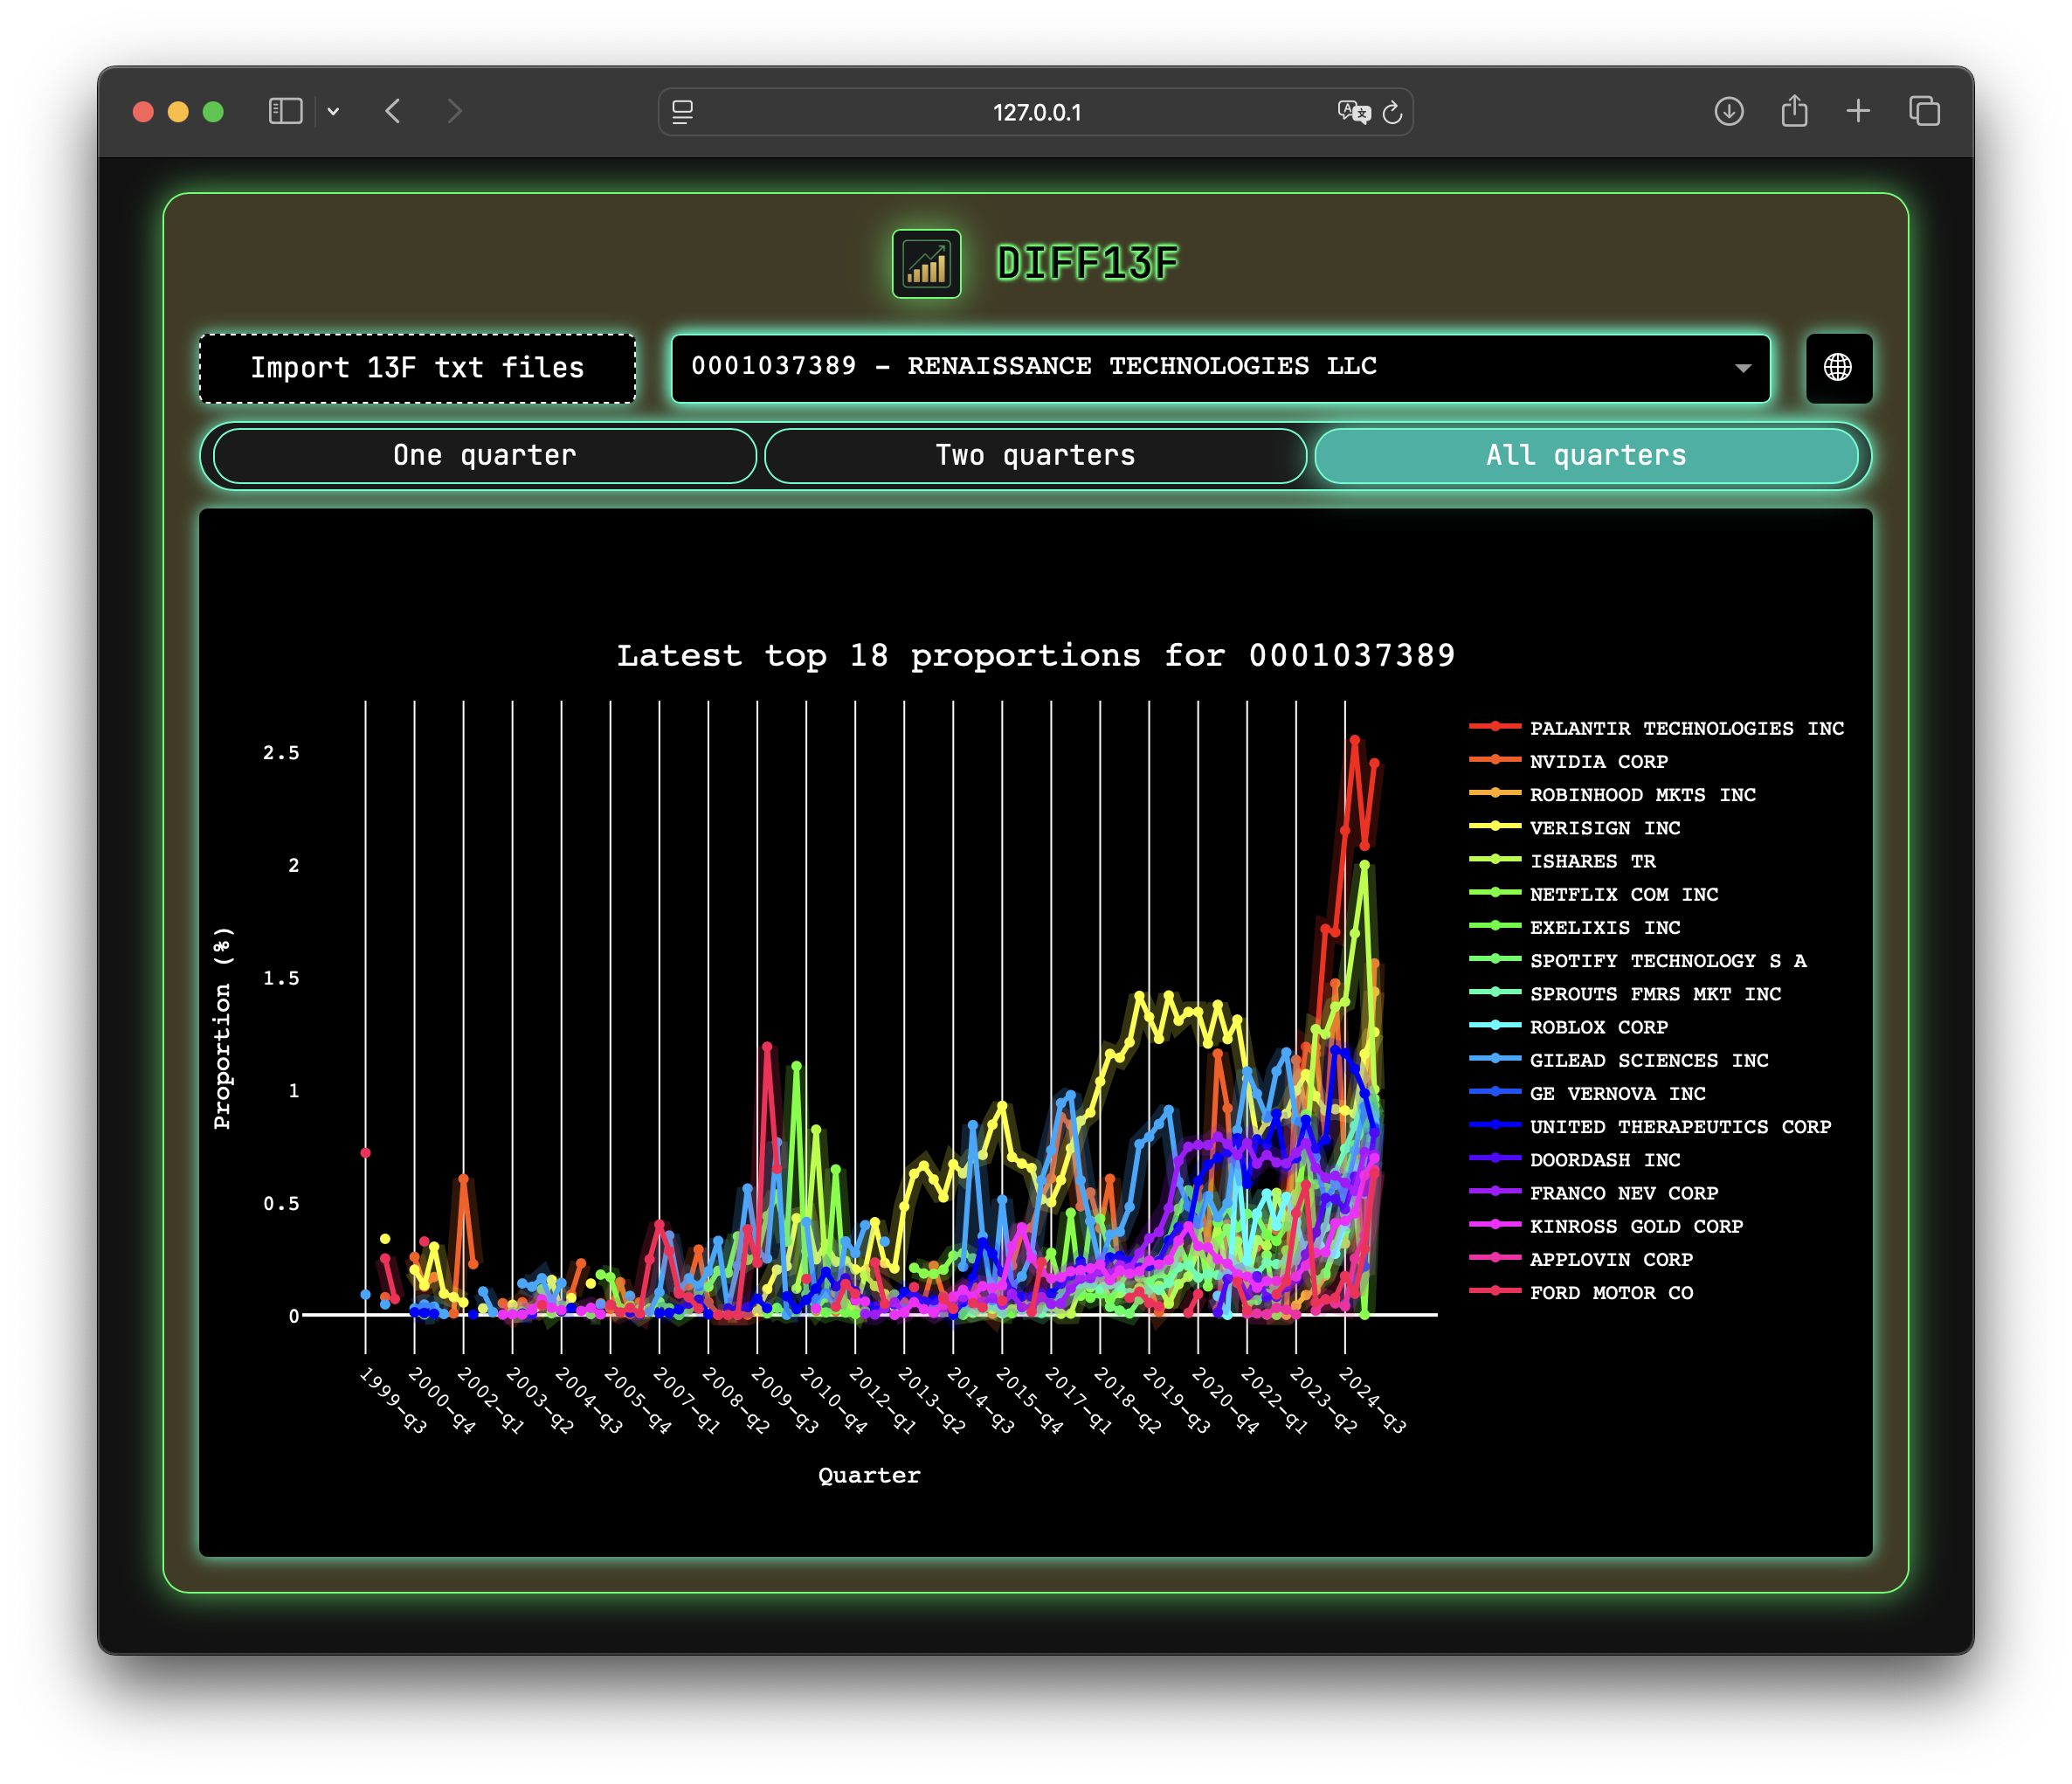 127.0.0.1
DIFF13F
Import 13F txt files
0001037389 – RENAISSANCE TECHNOLOGIES LLC
One quarter
Two quarters
All quarters
Latest top 18 proportions for 0001037389
2.5
2
1.5
1
0.5
0
Proportion (%)
1999-q3
2000-q4
2002-q1
2003-q2
2004-q3
2005-q4
2007-q1
2008-q2
2009-q3
2010-q4
2012-q1
2013-q2
2014-q3
2015-q4
2017-q1
2018-q2
2019-q3
2020-q4
2022-q1
2023-q2
2024-q3
Quarter
PALANTIR TECHNOLOGIES INC
NVIDIA CORP
ROBINHOOD MKTS INC
VERISIGN INC
ISHARES TR
NETFLIX COM INC
EXELIXIS INC
SPOTIFY TECHNOLOGY S A
SPROUTS FMRS MKT INC
ROBLOX CORP
GILEAD SCIENCES INC
GE VERNOVA INC
UNITED THERAPEUTICS CORP
DOORDASH INC
FRANCO NEV CORP
KINROSS GOLD CORP
APPLOVIN CORP
FORD MOTOR CO